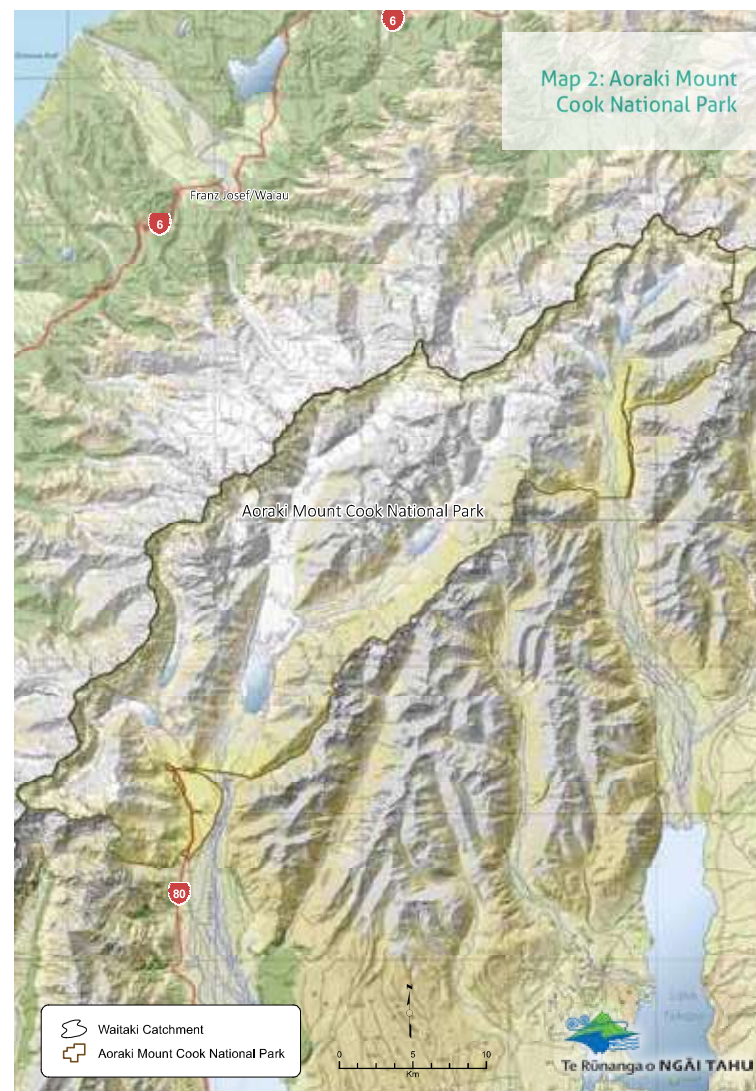 6
Map 2: Aoraki Mount
Cook National Park
Franz Josef/Waiau
6
Aoraki Mount Cook National Park
80
Waitaki Catchment
Aoraki Mount Cook National Park
N
0
5
10
Km
Lake
Te Rūnanga o NGĀI TAHU